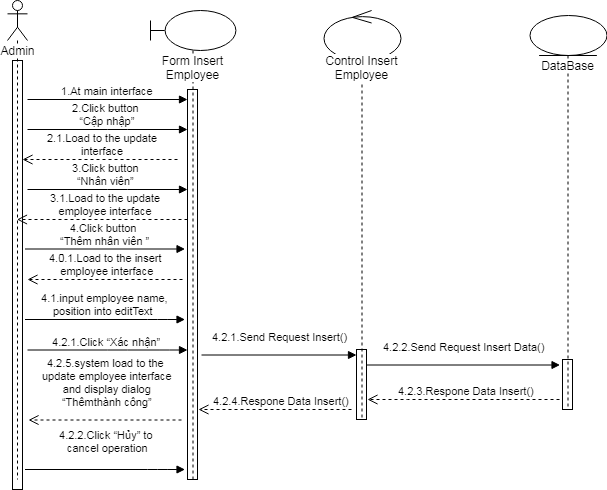 Admin
Form Insert
Employee
Control Insert
Employee
DataBase
1.At main interface
2.Click button
“Cập nhập”
2.1.Load to the update
interface
3.Click button
“Nhân viên”
3.1.Load to the update
employee interface
4.Click button
“Thêm nhân viên ”
4.0.1.Load to the insert
employee interface
4.1.input employee name,
position into editText
4.2.1.Click “Xác nhận”
4.2.1.Send Request Insert()
4.2.2.Send Request Insert Data()
4.2.5.system load to the
update employee interface
and display dialog
“Thêmthành công”
4.2.3.Respone Data Insert()
4.2.4.Respone Data Insert()
4.2.2.Click “Hủy” to
cancel operation